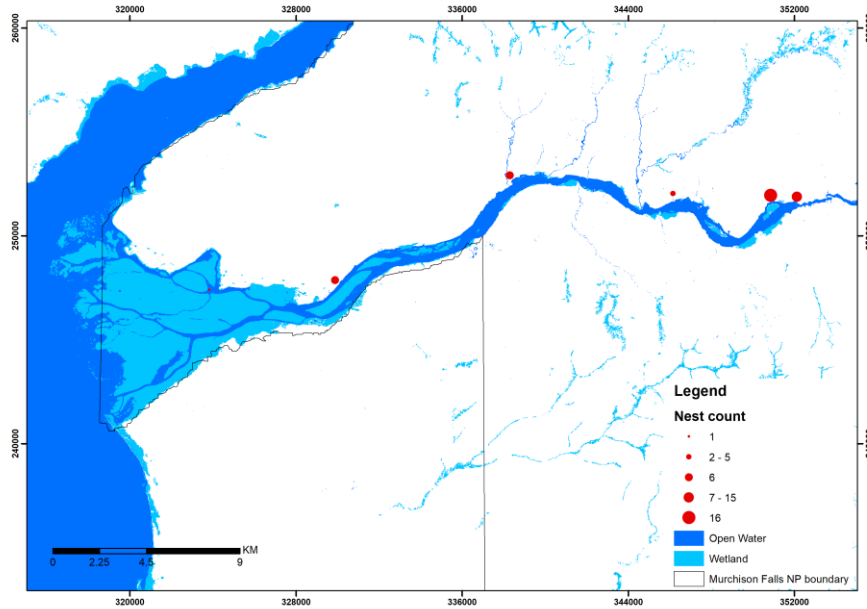 320000 328000 336000 344000 352000
260000
250000
240000
Legend
Nest count
1
2 - 5
6
7 - 15
16
Open Water
Wetland
Murchison Falls NP boundary
KM
0 2.25 4.5 9
320000 328000 336000 344000 352000